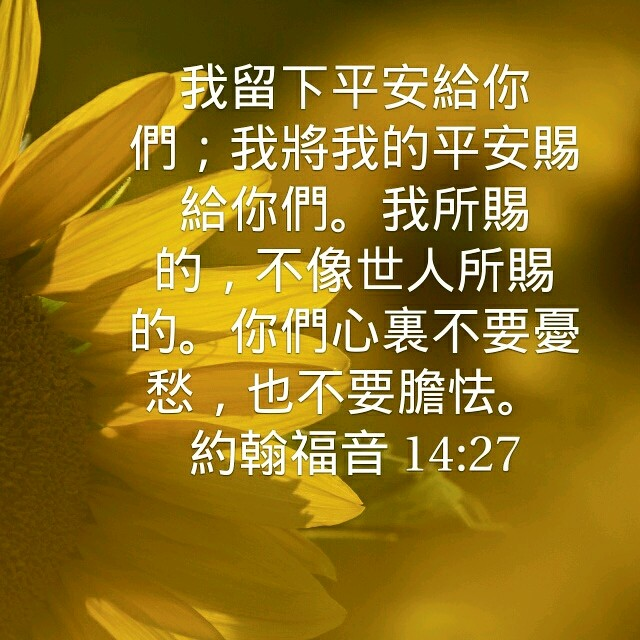 我留下平安給你
們；我將我的平安賜
給你們。我所賜
的，不像世人所賜
的。你們心裏不要憂
愁，也不要膽怯。
約翰福音 14:27